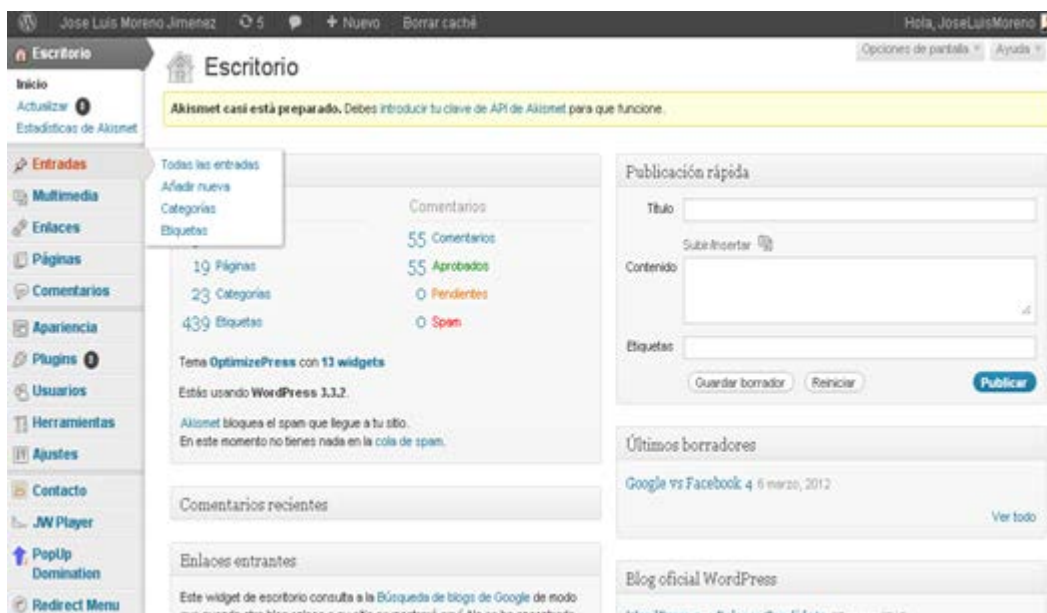 Jose Luis Moreno Jimenez 5 + Nuevo Borrar caché Hola, JoseLuisMoreno
Escritorio
Inicio
Actualizar
Estadísticas de Akismet
Entradas
Todas las entradas
Añadir nueva
Categorías
Etiquetas
Multimedia
Enlaces
Páginas
Comentarios
Apariencia
Plugins
Usuarios
Herramientas
Ajustes
Contacto
JW Player
PopUp
Domination
Redirect Menu
Opciones de pantalla Ayuda
Escritorio
Akismet casi está preparado. Debes introducir tu clave de API de Akismet para que funcione.
Comentarios
55 Comentarios
19 Páginas 55 Aprobados
23 Categorías 0 Pendientes
439 Etiquetas 0 Spam
Tema OptimizePress con 13 widgets
Estás usando WordPress 3.3.2.
Akismet bloquea el spam que llegue a tu sitio.
En este momento no tienes nada en la cola de spam.
Comentarios recientes
Enlaces entrantes
Este widget de escritorio consulta a la Búsqueda de blogs de Google de modo
Publicación rápida
Título
Subir/Insertar
Contenido
Etiquetas
Guardar borrador Reiniciar Publicar
Últimos borradores
Google vs Facebook 4 6 marzo, 2012
Ver todo
Blog oficial WordPress